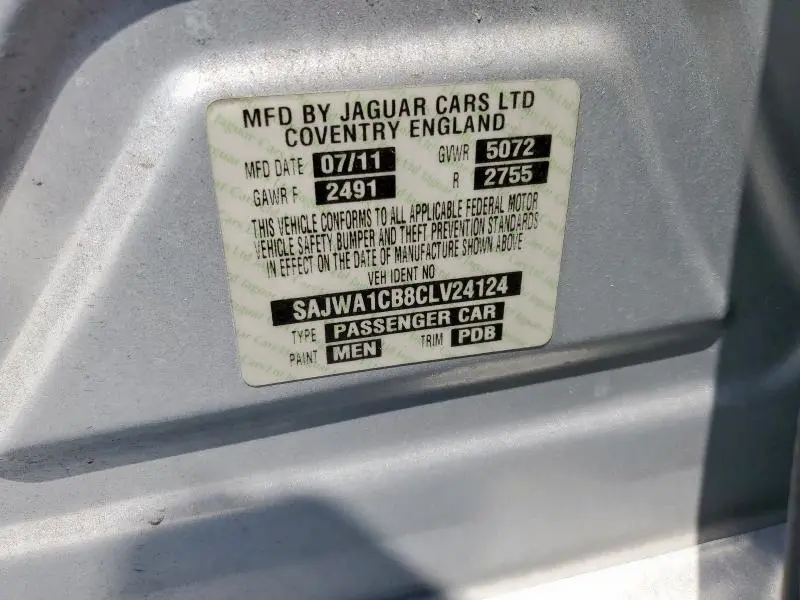 MFD BY JAGUAR CARS LTD
COVENTRY ENGLAND
MFD DATE 07/11 GVWR 5072
GAWR F 2491 R 2755
THIS VEHICLE CONFORMS TO ALL APPLICABLE FEDERAL MOTOR
VEHICLE SAFETY, BUMPER AND THEFT PREVENTION STANDARDS
IN EFFECT ON THE DATE OF MANUFACTURE SHOWN ABOVE
VEH IDENT NO
SAJWA1CB8CLV24124
TYPE PASSENGER CAR
PAINT MEN TRIM PDB